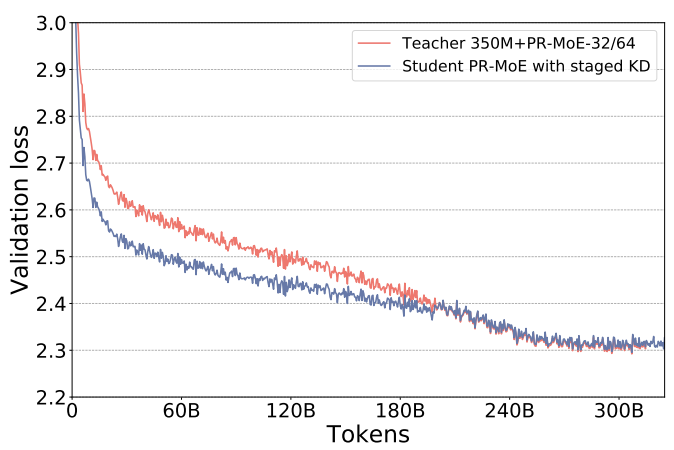 3.0
2.9
2.8
2.7
2.6
2.5
2.4
2.3
2.2
Validation loss
Teacher 350M+PR-MoE-32/64
Student PR-MoE with staged KD
0 60B 120B 180B 240B 300B
Tokens